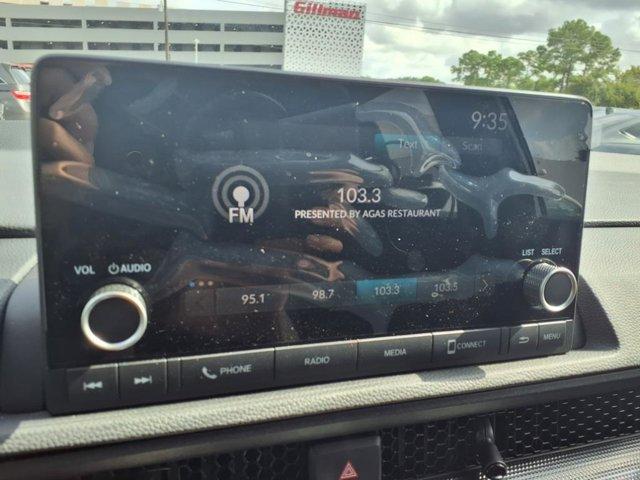 Gillman
9:35
Text Scan
FM
103.3
PRESENTED BY AGAS RESTAURANT
VOL AUDIO
LIST SELECT
95.1 98.7 103.3 103.5
PHONE RADIO MEDIA CONNECT MENU